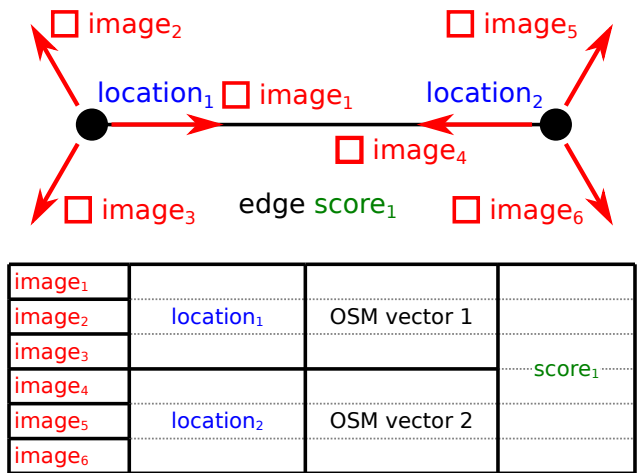 image₂
image₅
location₁
image₁
location₂
image₄
image₃
edge score₁
image₆
image₁
image₂
location₁
OSM vector 1
image₃
score₁
image₄
image₅
location₂
OSM vector 2
image₆